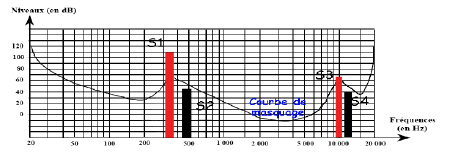 Niveaux (en dB)
S1
120
100
80
60
40
20
0
S2
Courbe de
masquage
S3
S4
Fréquences
(en Hz)
20 50 100 200 500 1 000 2 000 5 000 10 000 20 000